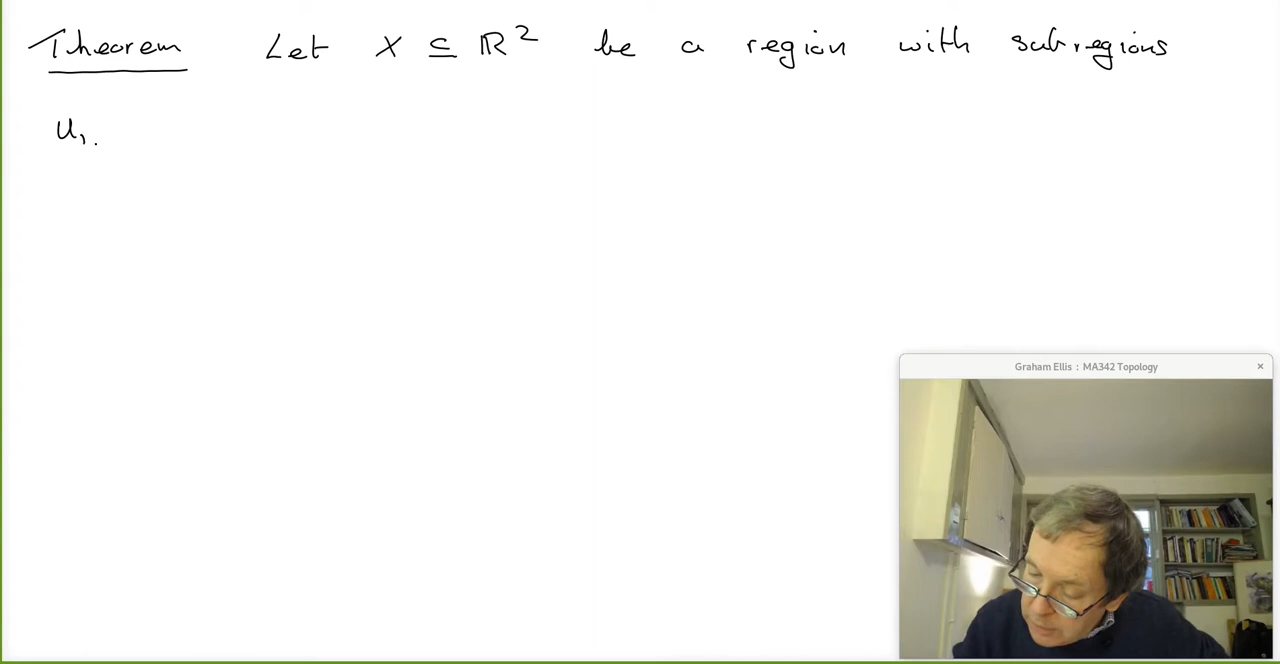 Theorem Let X ⊆ ℝ² be a region with subregions
U₁.
Graham Ellis : MA342 Topology